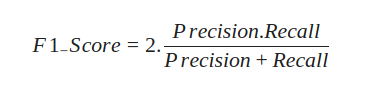 F1_Score = 2. Precision.Recall / Precision + Recall